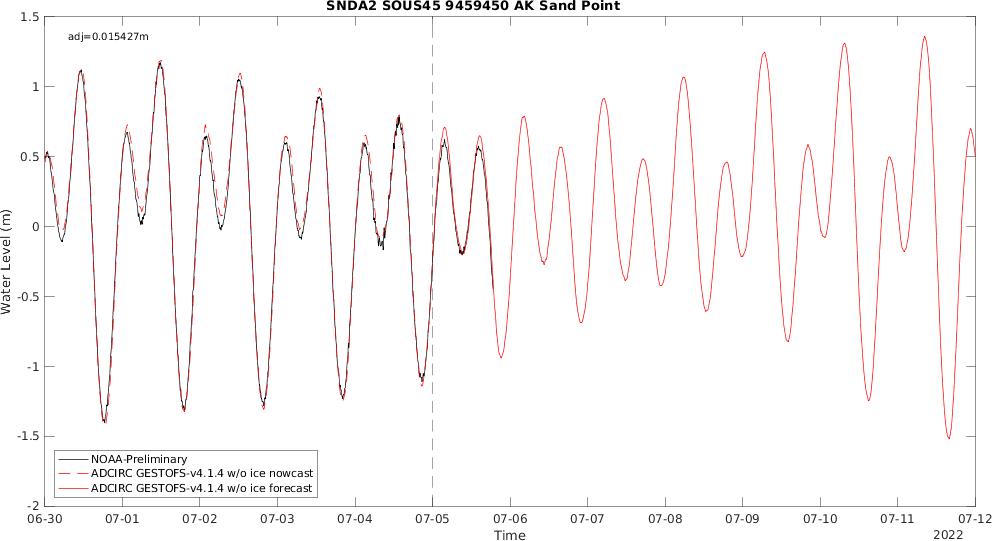 SNDA2 SOUS45 9459450 AK Sand Point
adj=0.015427m
1.5
1
0.5
0
-0.5
-1
-1.5
-2
Water Level (m)
NOAA-Preliminary
ADCIRC GESTOFS-v4.1.4 w/o ice nowcast
ADCIRC GESTOFS-v4.1.4 w/o ice forecast
06-30 07-01 07-02 07-03 07-04 07-05 07-06 07-07 07-08 07-09 07-10 07-11 07-12
Time
2022